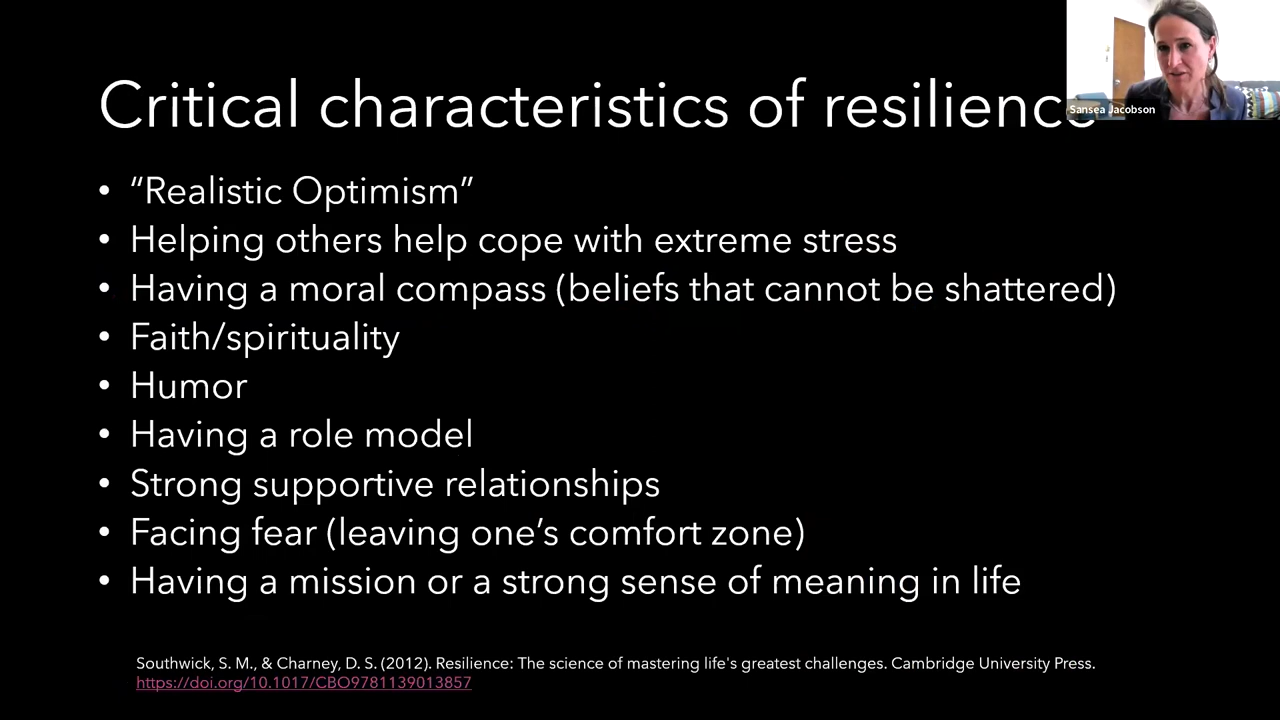 Critical characteristics of resilience
Sansea Jacobson
• “Realistic Optimism”
• Helping others help cope with extreme stress
• Having a moral compass (beliefs that cannot be shattered)
• Faith/spirituality
• Humor
• Having a role model
• Strong supportive relationships
• Facing fear (leaving one’s comfort zone)
• Having a mission or a strong sense of meaning in life
Southwick, S. M., & Charney, D. S. (2012). Resilience: The science of mastering life's greatest challenges. Cambridge University Press.
https://doi.org/10.1017/CBO9781139013857